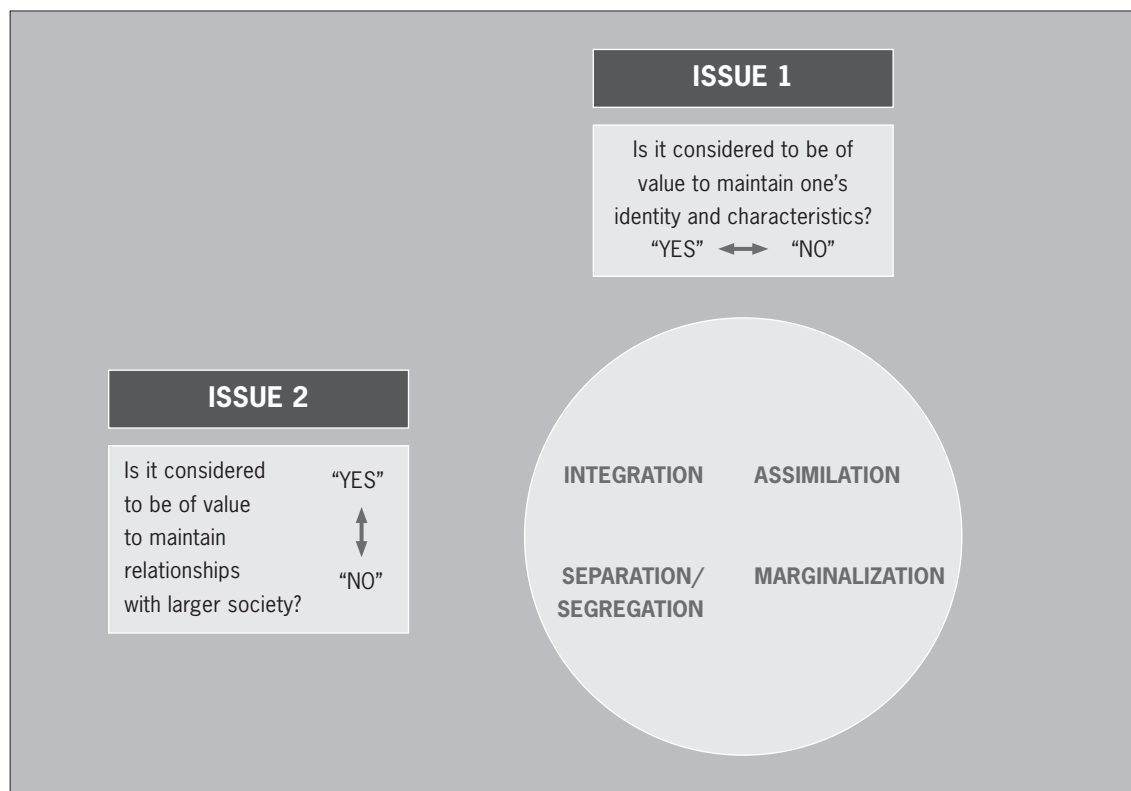 ISSUE 1
Is it considered to be of
value to maintain one's
identity and characteristics?
“YES” “NO”
ISSUE 2
Is it considered
to be of value
to maintain
relationships
with larger society?
“YES”
“NO”
INTEGRATION ASSIMILATION
SEPARATION/ MARGINALIZATION
SEGREGATION